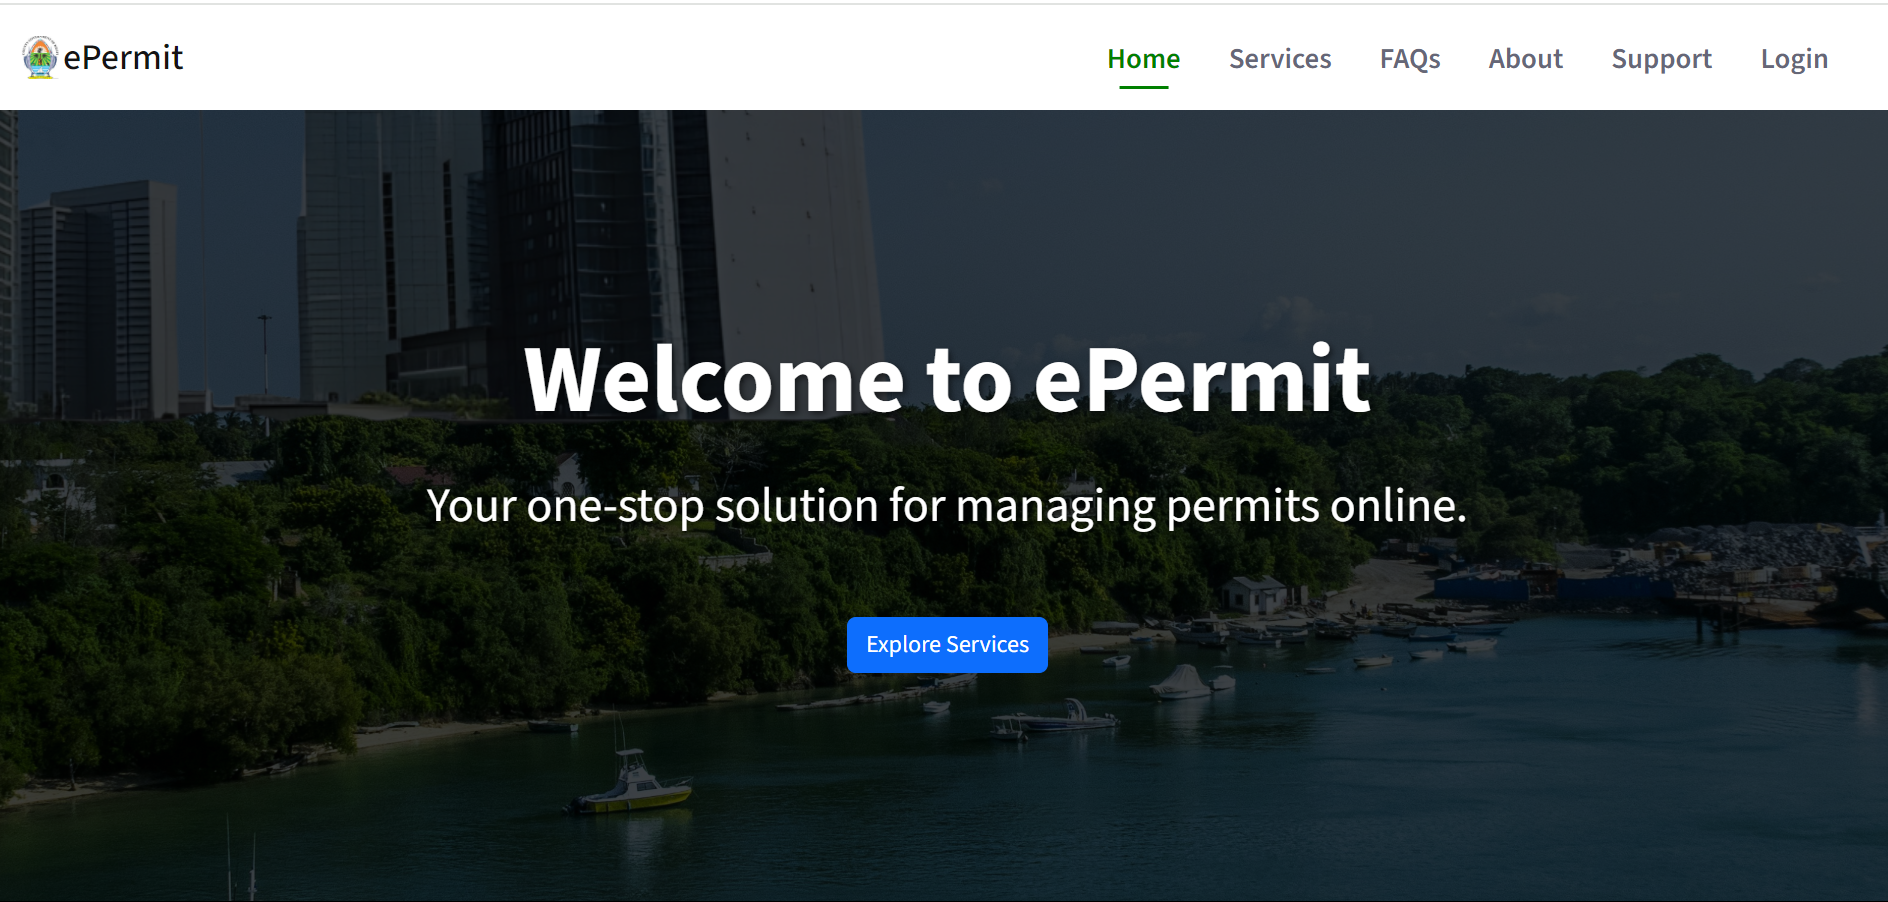 ePermit
Home Services FAQs About Support Login
Welcome to ePermit
Your one-stop solution for managing permits online.
Explore Services